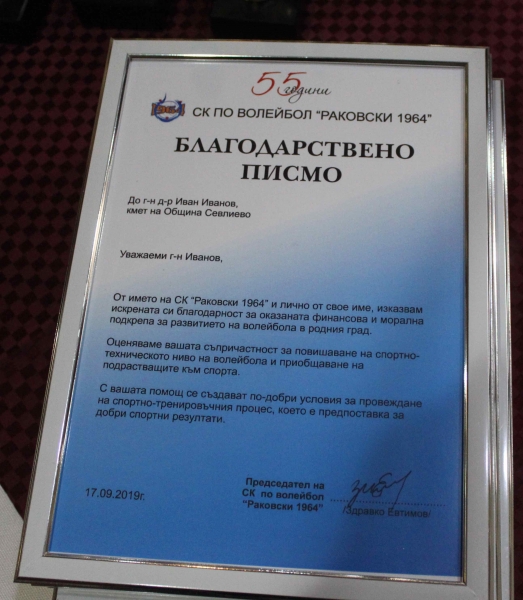 55 години
СК ПО ВОЛЕЙБОЛ "РАКОВСКИ 1964"
БЛАГОДАРСТВЕНО
ПИСМО
До г-н д-р Иван Иванов,
кмет на Община Севлиево
Уважаеми г-н Иванов,
От името на СК "Раковски 1964" и лично от свое име, изказвам
искрената си благодарност за оказаната финансова и морална
подкрепа за развитието на волейбола в родния град.
Оценяваме вашата съпричастност за повишаване на спортно-
техническото ниво на волейбола и приобщаване на
подрастващите към спорта.
С вашата помощ се създават по-добри условия за провеждане
на спортно-тренировъчния процес, което е предпоставка за
добри спортни резултати.
17.09.2019г.
Председател на
СК по волейбол
"Раковски 1964"
/Здравко Евтимов/